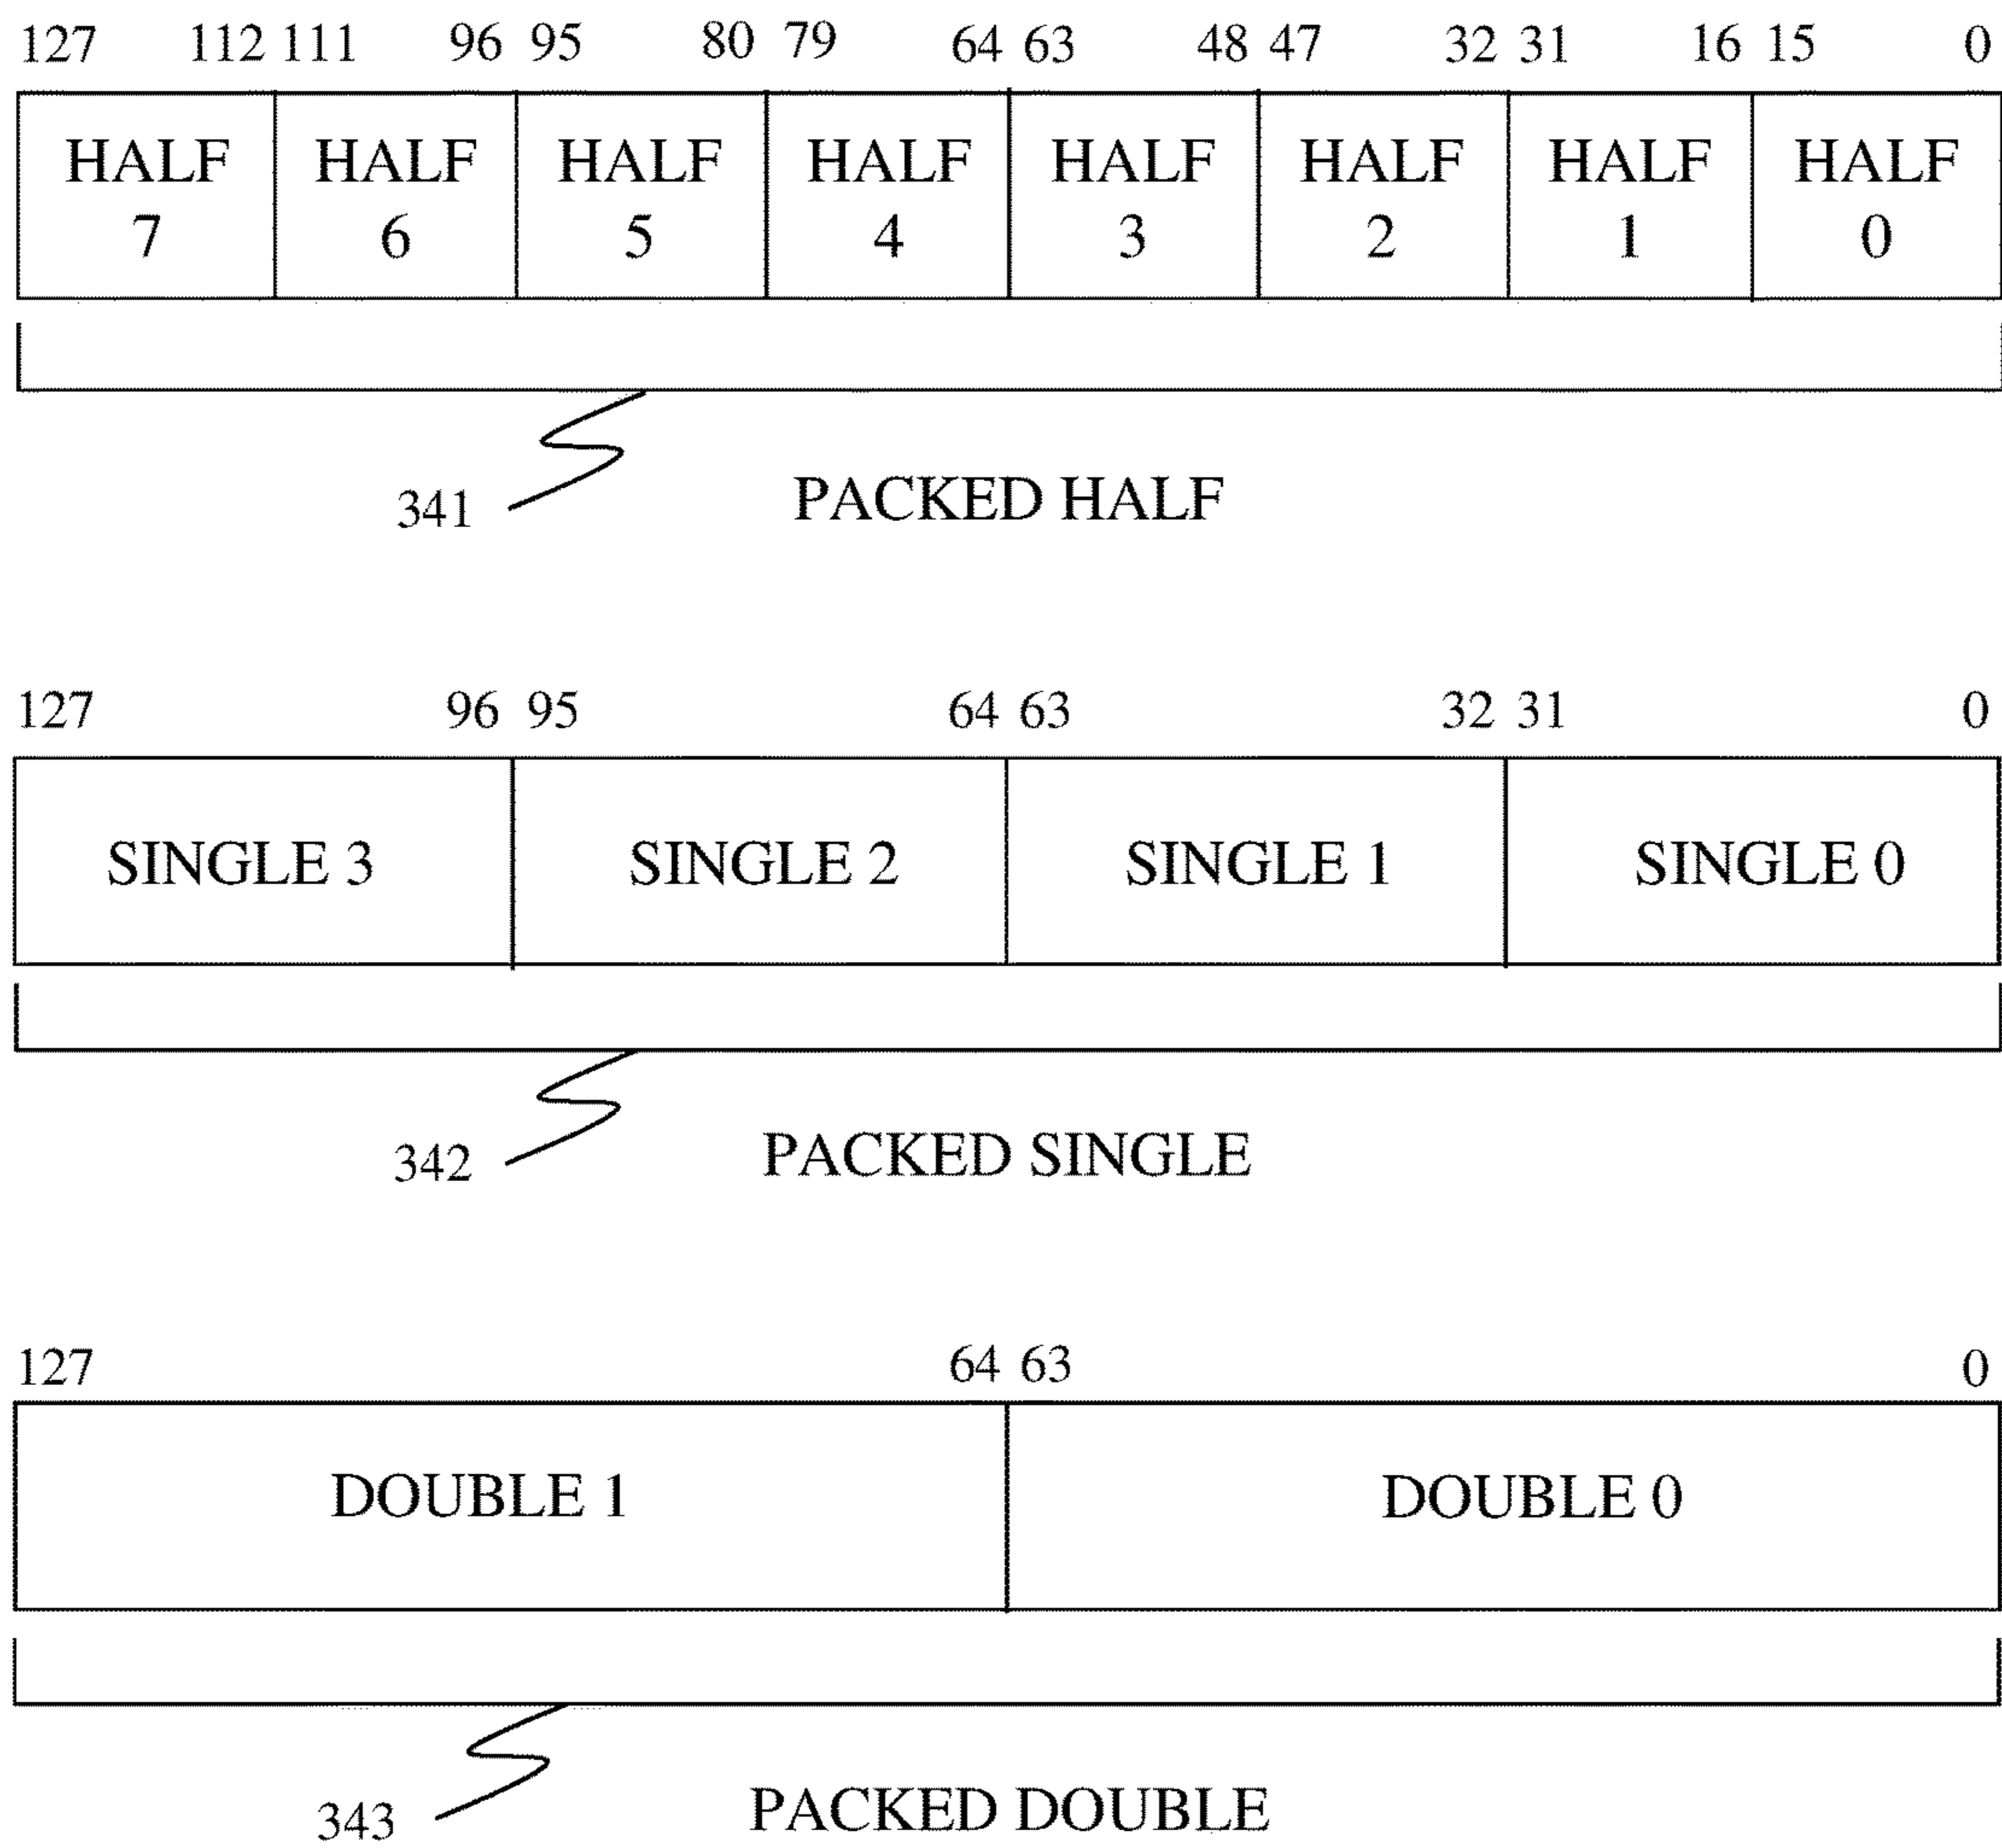 127 112 111 96 95 80 79 64 63 48 47 32 31 16 15 0
HALF HALF HALF HALF HALF HALF HALF HALF
7 6 5 4 3 2 1 0
341 PACKED HALF
127 96 95 64 63 32 31 0
SINGLE 3 SINGLE 2 SINGLE 1 SINGLE 0
342 PACKED SINGLE
127 64 63 0
DOUBLE 1 DOUBLE 0
343 PACKED DOUBLE